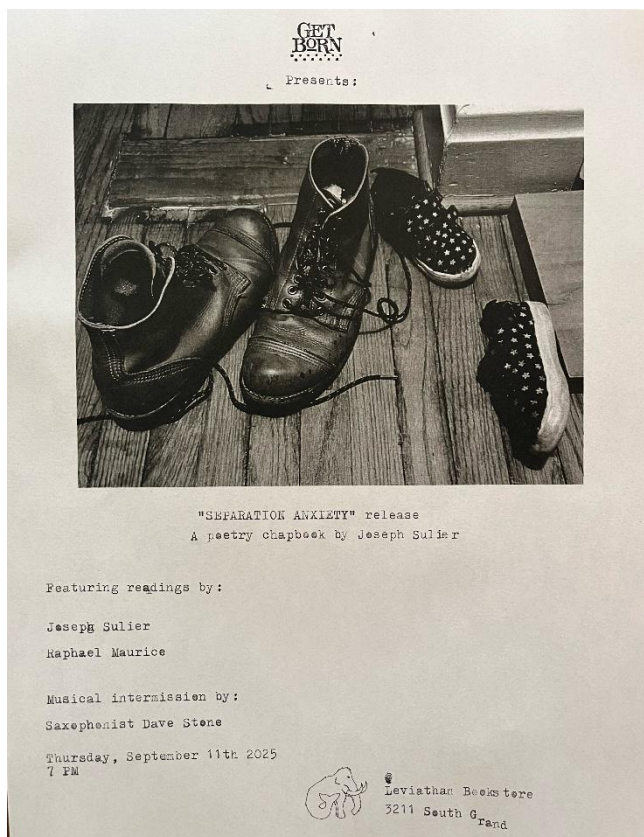 GET
BORN
Presents:
"SEPARATION ANXIETY" release
A poetry chapbook by Joseph Sulier
Featuring readings by:
Joseph Sulier
Raphael Maurice
Musical intermission by:
Saxophonist Dave Stone
Thursday, September 11th 2025
7 PM
@
Leviathan Bookstore
3211 South Grand